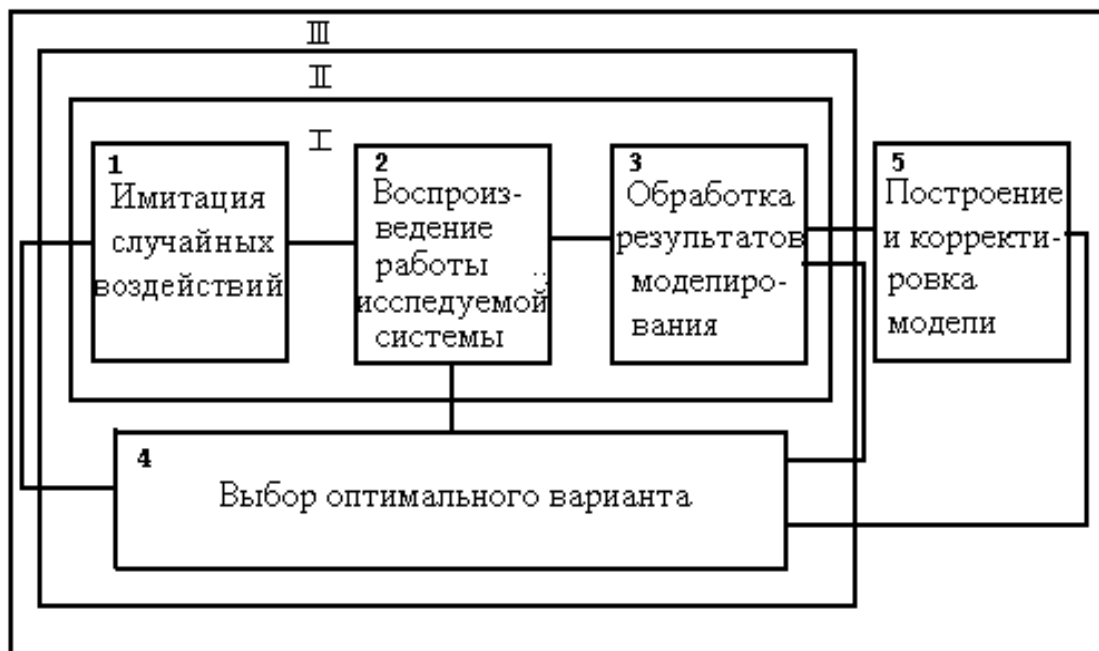 III
II
I
1
Имитация
случайных
воздействий
2
Воспроиз-
ведение
работы
исследуемой
системы
3
Обработка
результатов
моделиро-
вания
5
Построение
и корректи-
ровка
модели
4
Выбор оптимального варианта